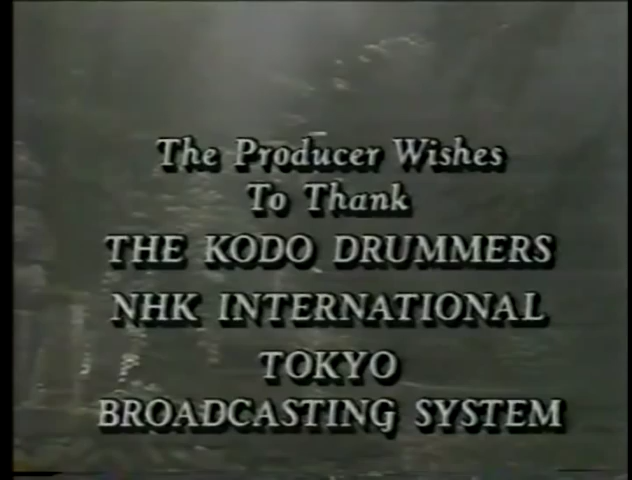 The Producer Wishes
To Thank
THE KODO DRUMMERS
NHK INTERNATIONAL
TOKYO
BROADCASTING SYSTEM